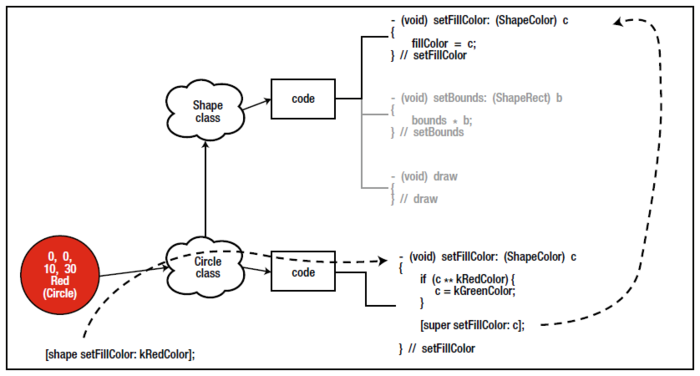 - (void) setFillColor: (ShapeColor) c
{
fillColor = c;
} // setFillColor
Shape
class
code
- (void) setBounds: (ShapeRect) b
{
bounds * b;
} // setBounds
- (void) draw
{
} // draw
0, 0,
10, 30
Red
(Circle)
Circle
class
code
- (void) setFillColor: (ShapeColor) c
{
if (c ** kRedColor) {
c = kGreenColor;
}
[super setFillColor: c];
} // setFillColor
[shape setFillColor: kRedColor];